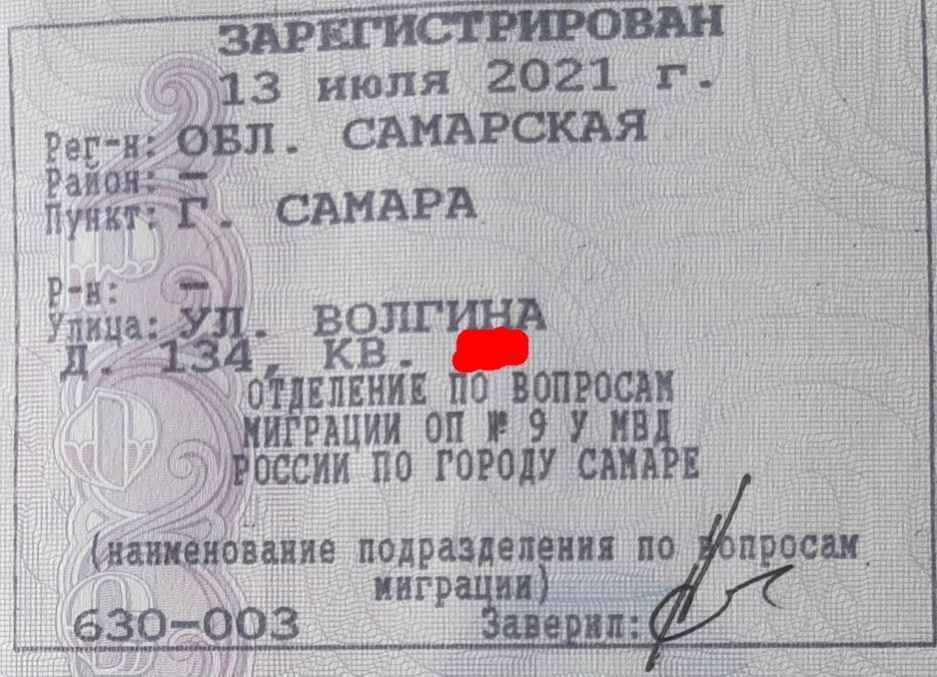 ЗАРЕГИСТРИРОВАН
13 июля 2021 г.
Рег-н: ОБЛ. САМАРСКАЯ
Район: –
Пункт: Г. САМАРА
Р-н: –
Улица: УЛ. ВОЛГИНА
Д. 134, КВ.
ОТДЕЛЕНИЕ ПО ВОПРОСАМ
МИГРАЦИИ ОП № 9 У МВД
РОССИИ ПО ГОРОДУ САМАРЕ
(наименование подразделения по вопросам
миграции)
630-003 Заверил: